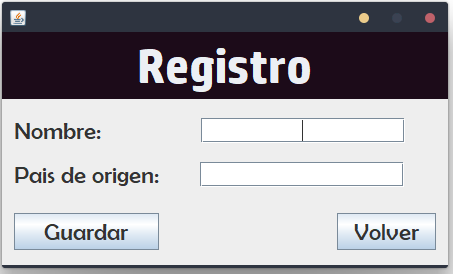 Registro
Nombre:
Pais de origen:
Guardar
Volver